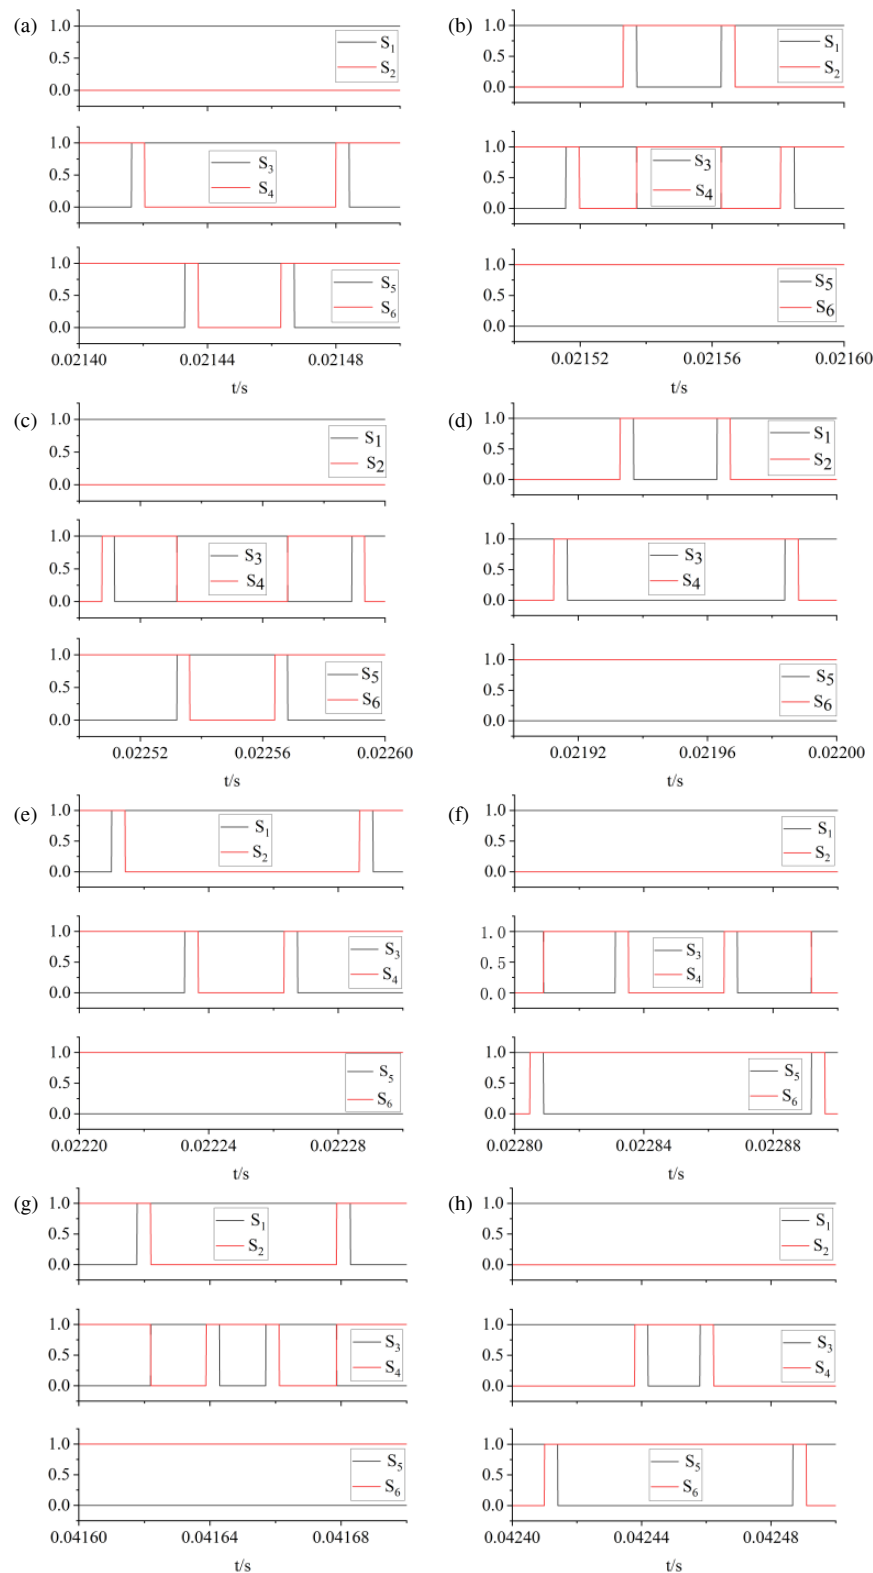 (a)
1.0
0.5
0.0
S1
S2
1.0
0.5
0.0
S3
S4
1.0
0.5
0.0
S5
S6
0.02140 0.02144 0.02148
t/s
(b)
1.0
0.5
0.0
S1
S2
1.0
0.5
0.0
S3
S4
1.0
0.5
0.0
S5
S6
0.02152 0.02156 0.02160
t/s
(c)
1.0
0.5
0.0
S1
S2
1.0
0.5
0.0
S3
S4
1.0
0.5
0.0
S5
S6
0.02252 0.02256 0.02260
t/s
(d)
1.0
0.5
0.0
S1
S2
1.0
0.5
0.0
S3
S4
1.0
0.5
0.0
S5
S6
0.02192 0.02196 0.02200
t/s
(e)
1.0
0.5
0.0
S1
S2
1.0
0.5
0.0
S3
S4
1.0
0.5
0.0
S5
S6
0.02220 0.02224 0.02228
t/s
(f)
1.0
0.5
0.0
S1
S2
1.0
0.5
0.0
S3
S4
1.0
0.5
0.0
S5
S6
0.02280 0.02284 0.02288
t/s
(g)
1.0
0.5
0.0
S1
S2
1.0
0.5
0.0
S3
S4
1.0
0.5
0.0
S5
S6
0.04160 0.04164 0.04168
t/s
(h)
1.0
0.5
0.0
S1
S2
1.0
0.5
0.0
S3
S4
1.0
0.5
0.0
S5
S6
0.04240 0.04244 0.04248
t/s